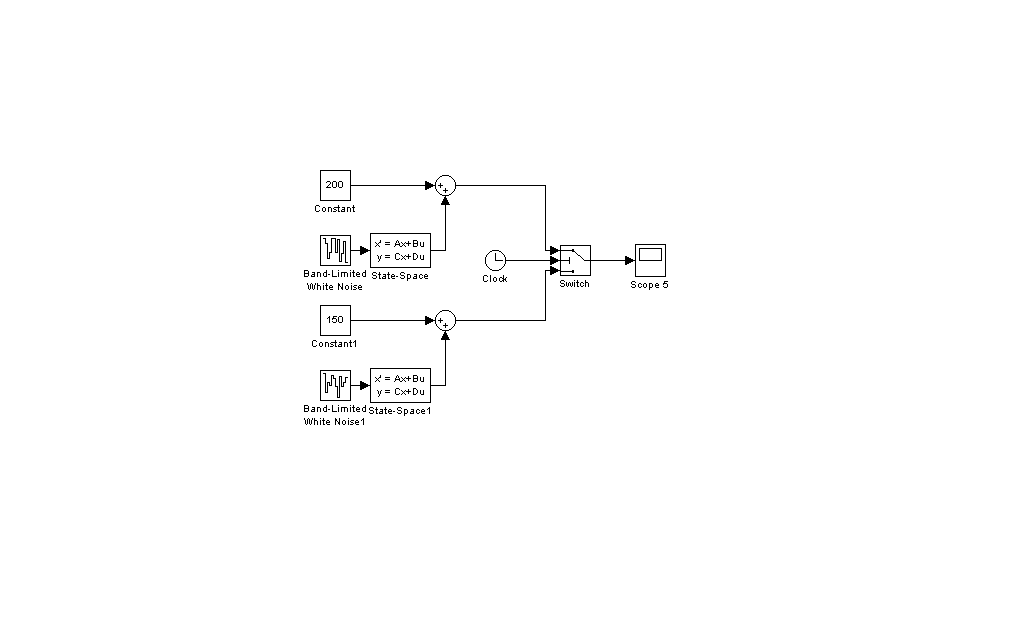 200
Constant
x' = Ax+Bu
y = Cx+Du
Band-Limited
White Noise
State-Space
Clock
Switch
Scope 5
150
Constant1
x' = Ax+Bu
y = Cx+Du
Band-Limited
White Noise1
State-Space1